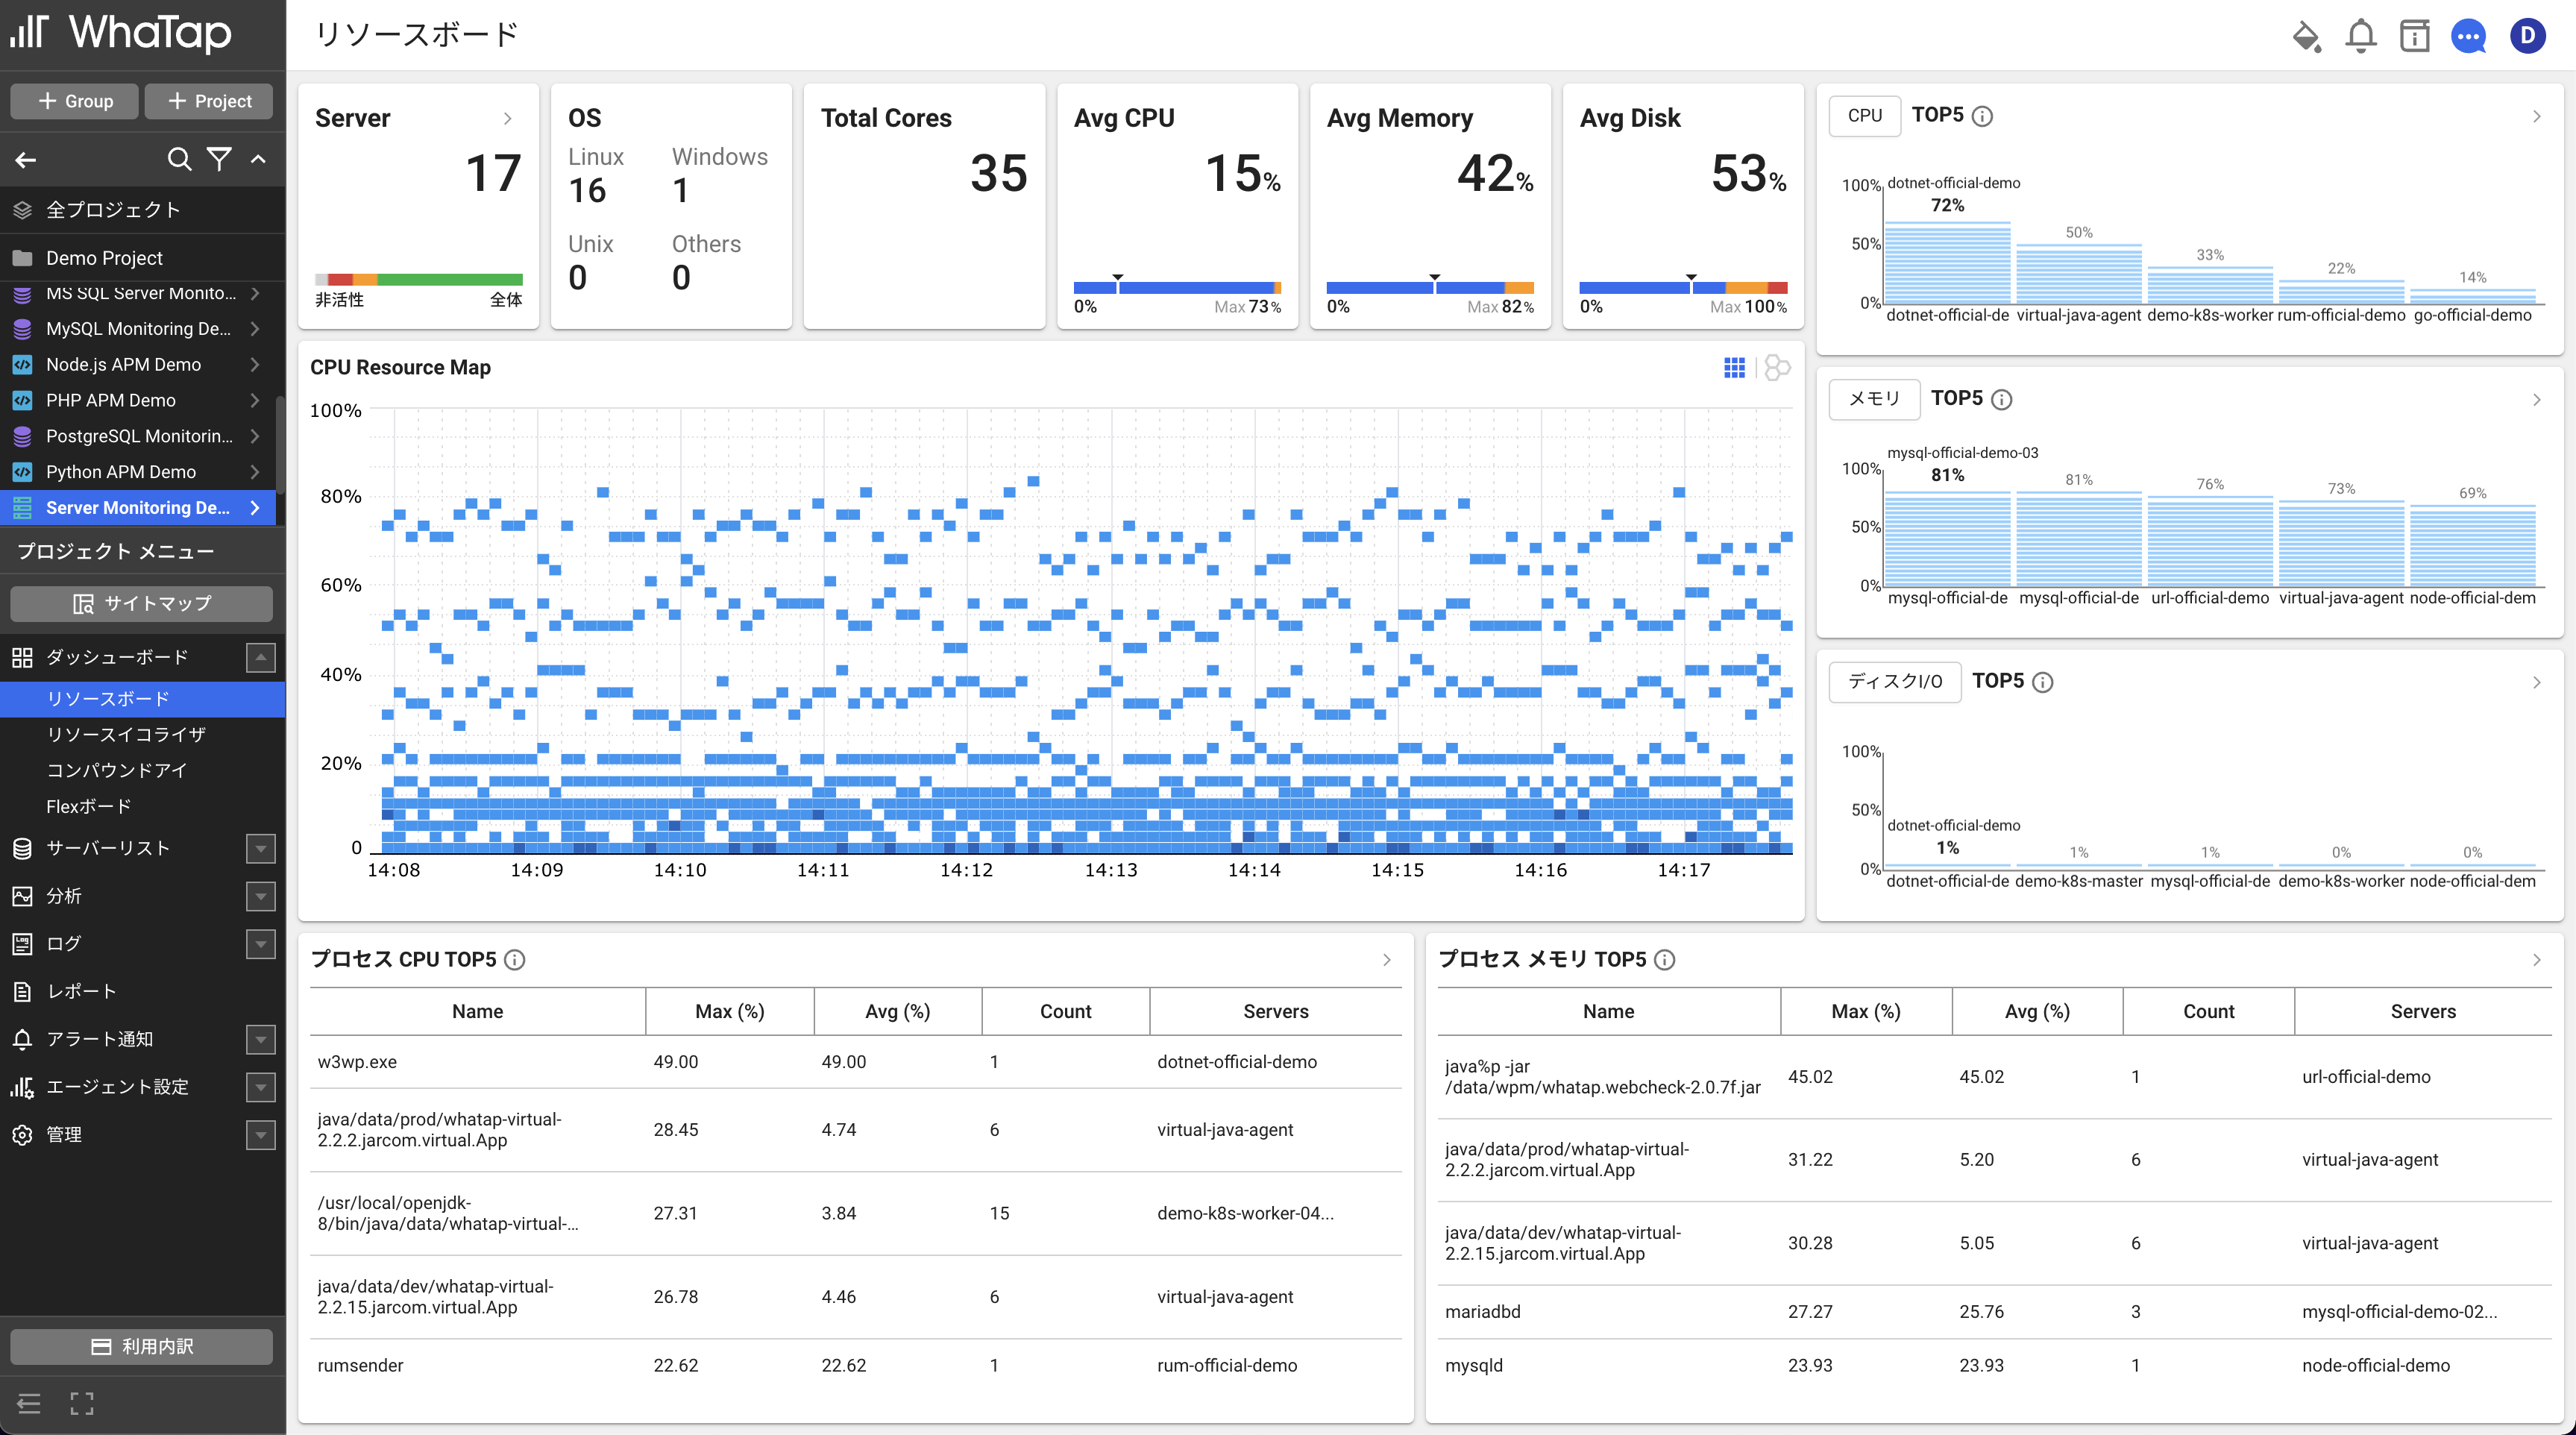 WhaTap
リソースボード
D
+ Group
+ Project
全プロジェクト
Demo Project
MS SQL Server Monito...
MySQL Monitoring De...
Node.js APM Demo
PHP APM Demo
PostgreSQL Monitorin...
Python APM Demo
Server Monitoring De...
プロジェクト メニュー
サイトマップ
ダッシューボード
リソースボード
リソースイコライザ
コンパウンドアイ
Flexボード
サーバーリスト
分析
ログ
レポート
アラート通知
エージェント設定
管理
利用内訳
Server
17
非活性 全体
OS
Linux Windows
16 1
Unix Others
0 0
Total Cores
35
Avg CPU
15%
0% Max 73%
Avg Memory
42%
0% Max 82%
Avg Disk
53%
0% Max 100%
CPU Resource Map
100%
80%
60%
40%
20%
0
14:08 14:09 14:10 14:11 14:12 14:13 14:14 14:15 14:16 14:17
CPU TOP5
100% dotnet-official-demo
72%
50%
50%
33%
22%
14%
0%
dotnet-official-de virtual-java-agent demo-k8s-worker rum-official-demo go-official-demo
メモリ TOP5
mysql-official-demo-03
100% 81% 81% 76% 73% 69%
50%
0%
mysql-official-de mysql-official-de url-official-demo virtual-java-agent node-official-dem
ディスクI/O TOP5
100%
50%
dotnet-official-demo
1% 1% 1% 0% 0%
0%
dotnet-official-de demo-k8s-master mysql-official-de demo-k8s-worker node-official-dem
プロセス CPU TOP5
Name Max (%) Avg (%) Count Servers
w3wp.exe 49.00 49.00 1 dotnet-official-demo
java/data/prod/whatap-virtual-
2.2.2.jarcom.virtual.App 28.45 4.74 6 virtual-java-agent
/usr/local/openjdk-
8/bin/java/data/whatap-virtual-... 27.31 3.84 15 demo-k8s-worker-04...
java/data/dev/whatap-virtual-
2.2.15.jarcom.virtual.App 26.78 4.46 6 virtual-java-agent
rumsender 22.62 22.62 1 rum-official-demo
プロセス メモリ TOP5
Name Max (%) Avg (%) Count Servers
java%p -jar
/data/wpm/whatap.webcheck-2.0.7f.jar 45.02 45.02 1 url-official-demo
java/data/prod/whatap-virtual-
2.2.2.jarcom.virtual.App 31.22 5.20 6 virtual-java-agent
java/data/dev/whatap-virtual-
2.2.15.jarcom.virtual.App 30.28 5.05 6 virtual-java-agent
mariadbd 27.27 25.76 3 mysql-official-demo-02...
mysqld 23.93 23.93 1 node-official-demo